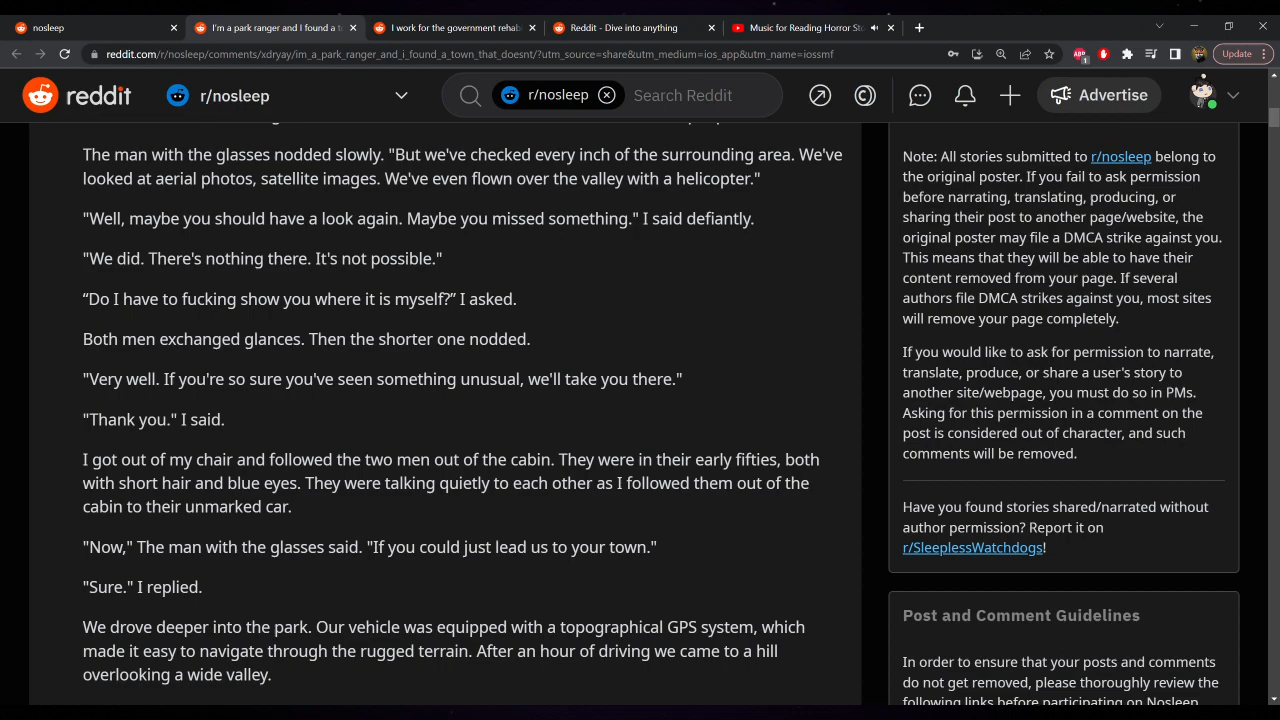 nosleep
I'm a park ranger and I found a t
I work for the government rehab
Reddit - Dive into anything
Music for Reading Horror Sto
reddit.com/r/nosleep/comments/xdryay/im_a_park_ranger_and_i_found_a_town_that_doesnt/?utm_source=share&utm_medium=ios_app&utm_name=iossmf
ABP
1
Update
reddit
r/nosleep
r/nosleep
Search Reddit
Advertise
The man with the glasses nodded slowly. "But we've checked every inch of the surrounding area. We've
looked at aerial photos, satellite images. We've even flown over the valley with a helicopter."
"Well, maybe you should have a look again. Maybe you missed something." I said defiantly.
"We did. There's nothing there. It's not possible."
“Do I have to fucking show you where it is myself?” I asked.
Both men exchanged glances. Then the shorter one nodded.
"Very well. If you're so sure you've seen something unusual, we'll take you there."
"Thank you." I said.
I got out of my chair and followed the two men out of the cabin. They were in their early fifties, both
with short hair and blue eyes. They were talking quietly to each other as I followed them out of the
cabin to their unmarked car.
"Now," The man with the glasses said. "If you could just lead us to your town."
"Sure." I replied.
We drove deeper into the park. Our vehicle was equipped with a topographical GPS system, which
made it easy to navigate through the rugged terrain. After an hour of driving we came to a hill
overlooking a wide valley.
Note: All stories submitted to r/nosleep belong to
the original poster. If you fail to ask permission
before narrating, translating, producing, or
sharing their post to another page/website, the
original poster may file a DMCA strike against you.
This means that they will be able to have their
content removed from your page. If several
authors file DMCA strikes against you, most sites
will remove your page completely.
If you would like to ask for permission to narrate,
translate, produce, or share a user's story to
another site/webpage, you must do so in PMs.
Asking for this permission in a comment on the
post is considered out of character, and such
comments will be removed.
Have you found stories shared/narrated without
author permission? Report it on
r/SleeplessWatchdogs!
Post and Comment Guidelines
In order to ensure that your posts and comments
do not get removed, please thoroughly review the
following links before participating on Nosleep